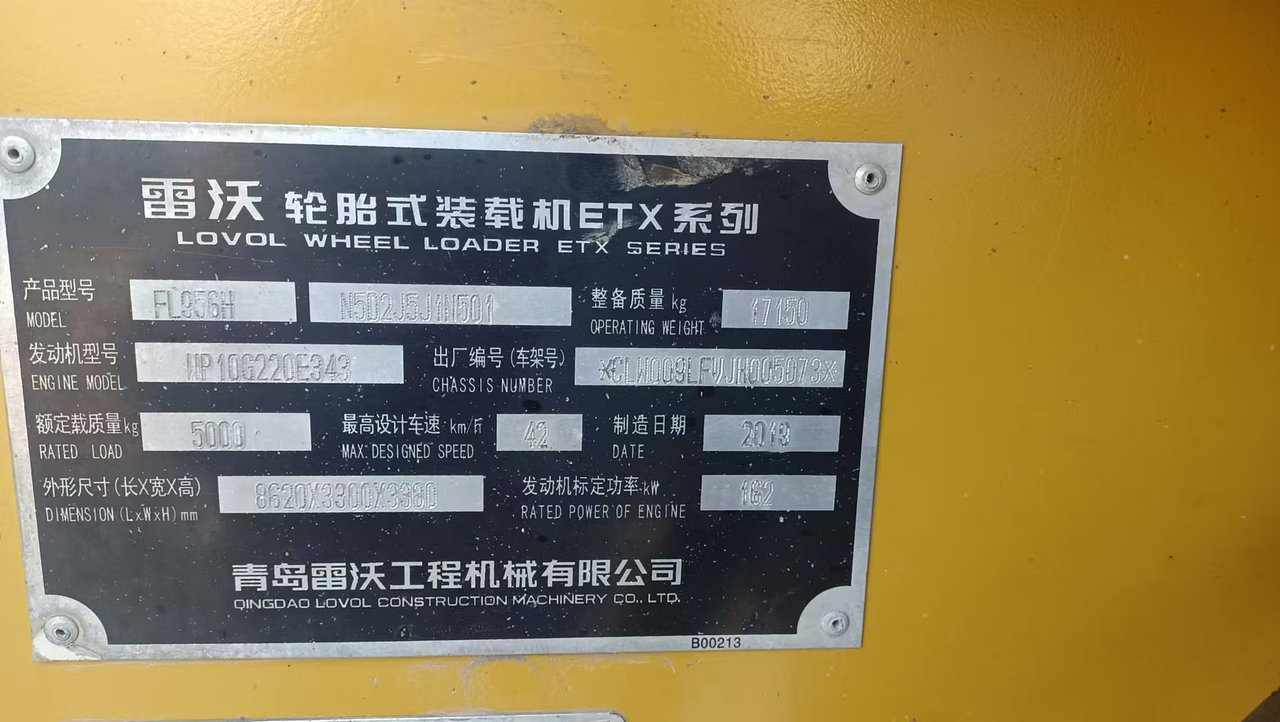 雷沃 轮胎式装载机ETX系列
LOVOL WHEEL LOADER ETX SERIES
产品型号 FL956H N5D2J5J1N501 整备质量 kg 17150
MODEL OPERATING WEIGHT
发动机型号 WP10G220E343 出厂编号(车架号)
ENGINE MODEL CHASSIS NUMBER
额定载质量kg 5000 最高设计车速 km/h 42 制造日期
RATED LOAD MAX DESIGNED SPEED DATE
外形尺寸(长X宽X高) 发动机标定功率 kW 162
DIMENSION (LxWxH) mm RATED POWER OF ENGINE
青岛雷沃工程机械有限公司
QINGDAO LOVOL CONSTRUCTION MACHINERY CO., LTD.
B00213